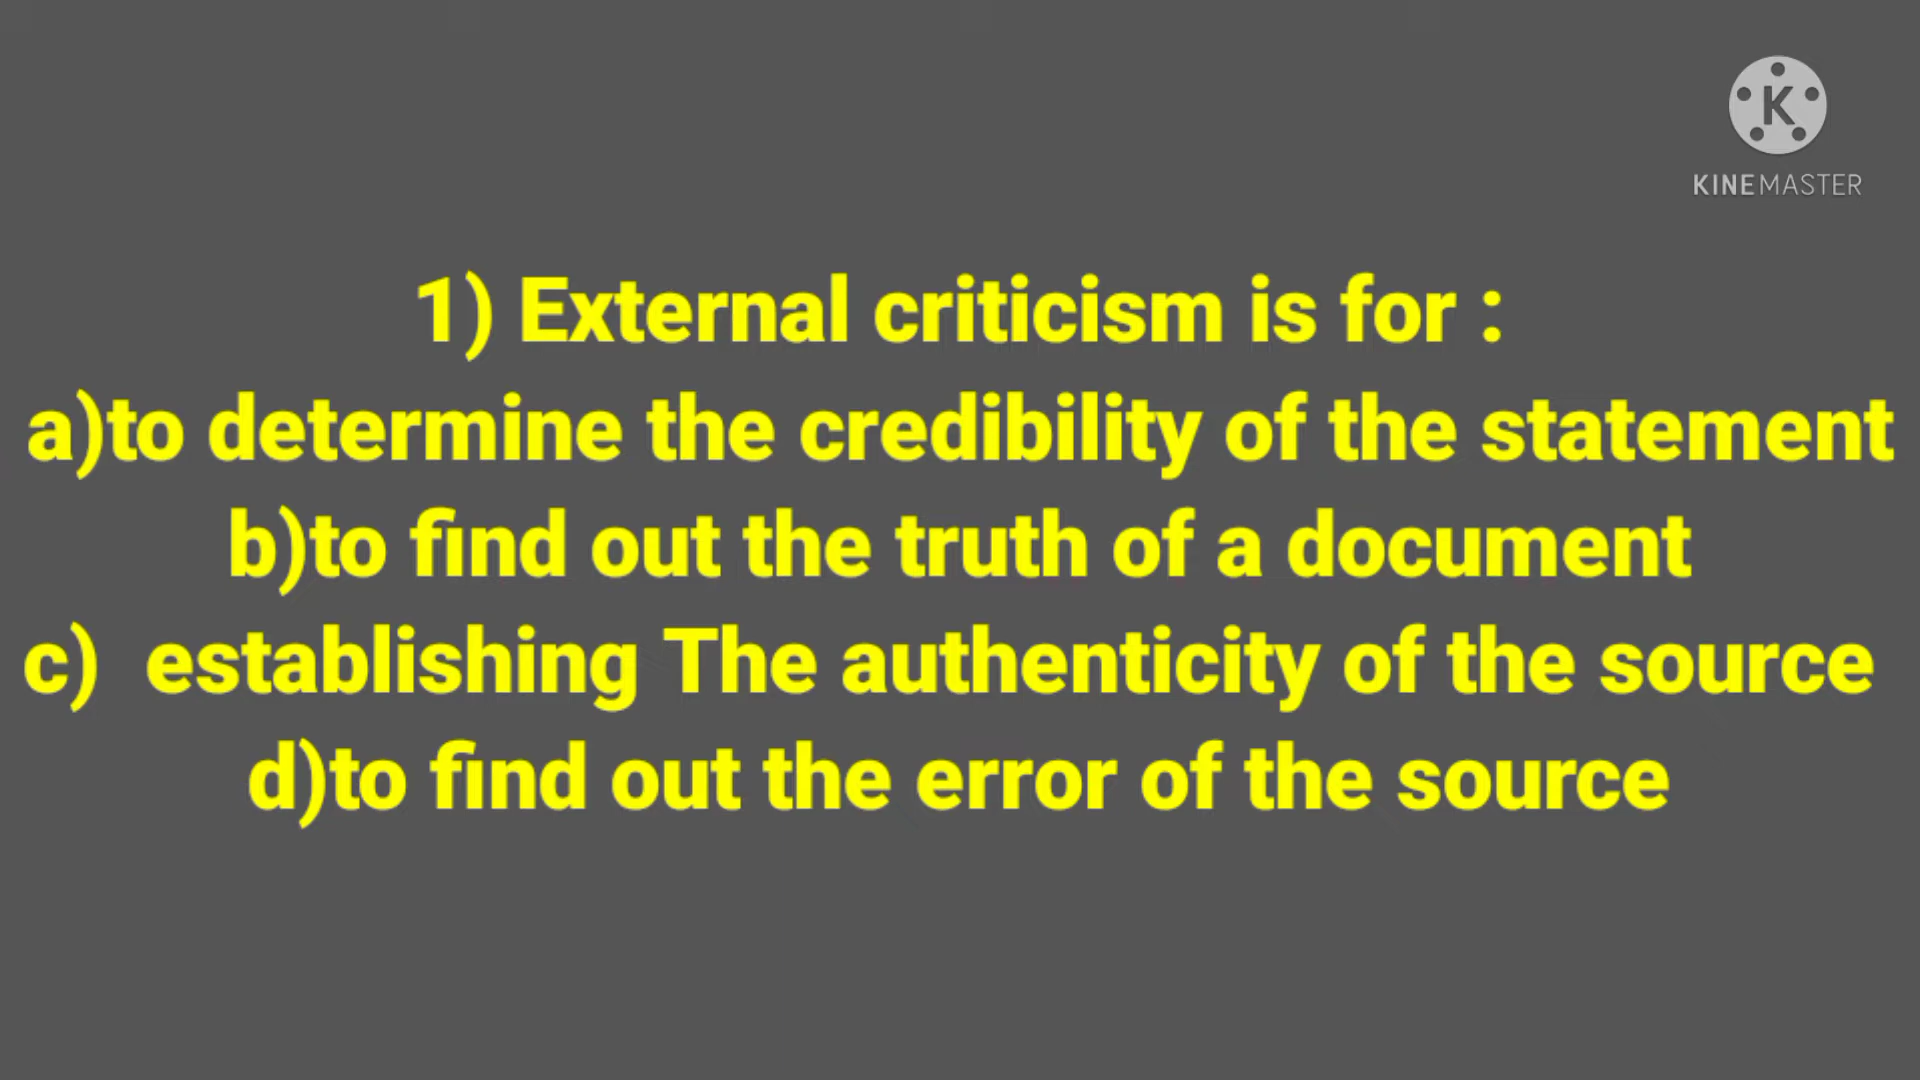 K
KINEMASTER
1) External criticism is for :
a)to determine the credibility of the statement
b)to find out the truth of a document
c)  establishing The authenticity of the source
d)to find out the error of the source